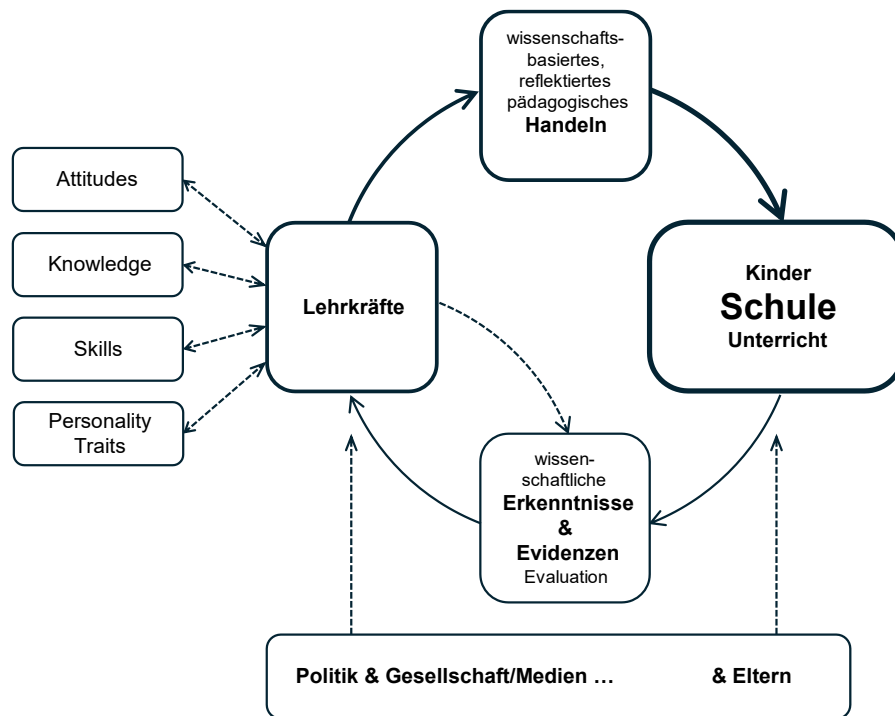 wissenschafts-
basiertes,
reflektiertes
pädagogisches
Handeln
Attitudes
Knowledge
Skills
Personality
Traits
Lehrkräfte
Kinder
Schule
Unterricht
wissen-
schaftliche
Erkenntnisse
&
Evidenzen
Evaluation
Politik & Gesellschaft/Medien … & Eltern